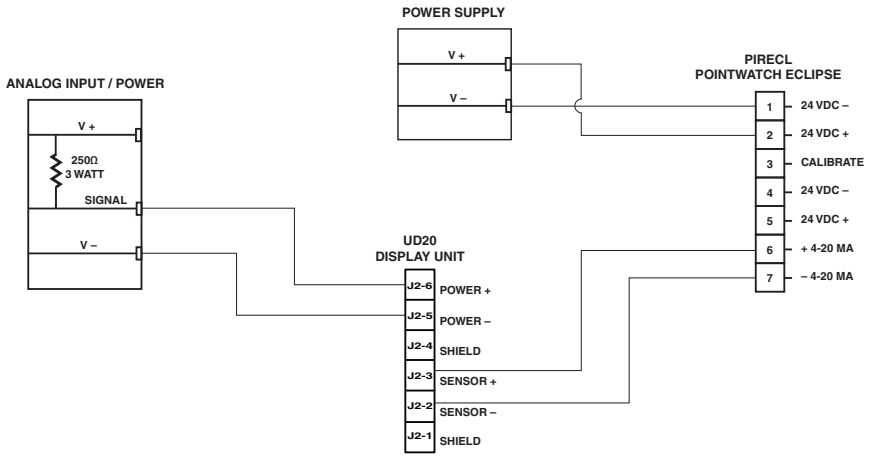 POWER SUPPLY
V +
V –
ANALOG INPUT / POWER
V +
250Ω
3 WATT
SIGNAL
V –
PIRECL
POINTWATCH ECLIPSE
1 24 VDC –
2 24 VDC +
3 CALIBRATE
4 24 VDC –
5 24 VDC +
6 + 4-20 MA
7 – 4-20 MA
UD20
DISPLAY UNIT
J2-6 POWER +
J2-5 POWER –
J2-4 SHIELD
J2-3 SENSOR +
J2-2 SENSOR –
J2-1 SHIELD